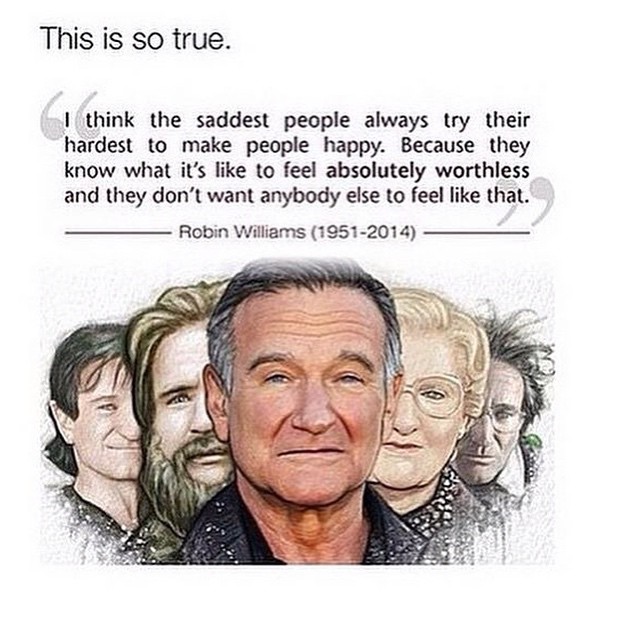 This is so true.
“I think the saddest people always try their
hardest to make people happy. Because they
know what it's like to feel absolutely worthless
and they don't want anybody else to feel like that.”
Robin Williams (1951-2014)